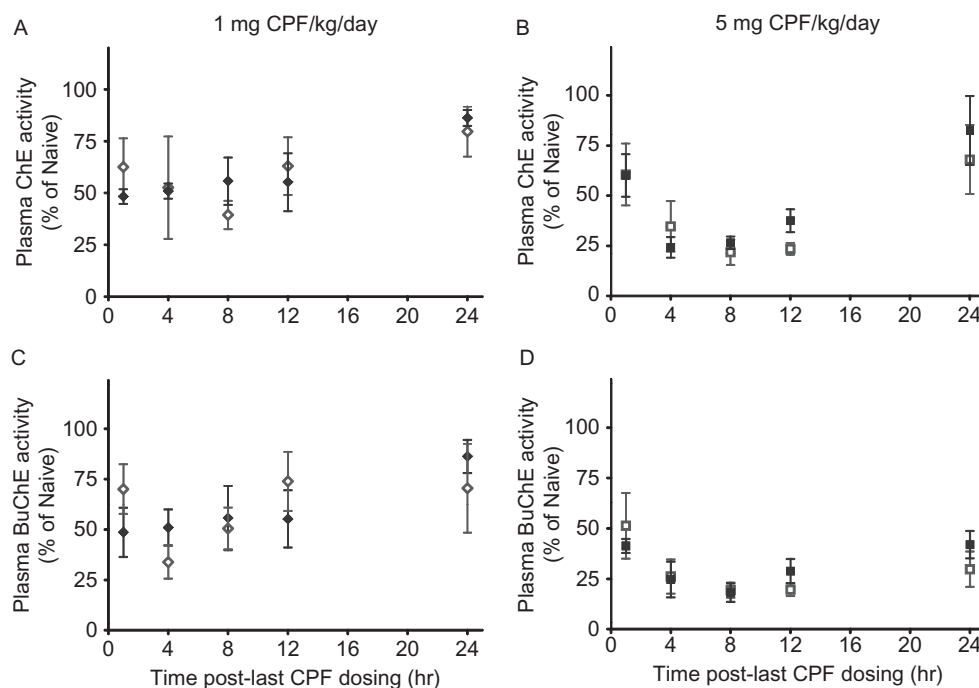 A
1 mg CPF/kg/day
B
5 mg CPF/kg/day
Plasma ChE activity
(% of Naive)
100
75
50
25
0
0 4 8 12 16 20 24
Plasma ChE activity
(% of Naive)
100
75
50
25
0
0 4 8 12 16 20 24
C
Plasma BuChE activity
(% of Naive)
100
75
50
25
0
0 4 8 12 16 20 24
Time post-last CPF dosing (hr)
D
Plasma BuChE activity
(% of Naive)
100
75
50
25
0
0 4 8 12 16 20 24
Time post-last CPF dosing (hr)